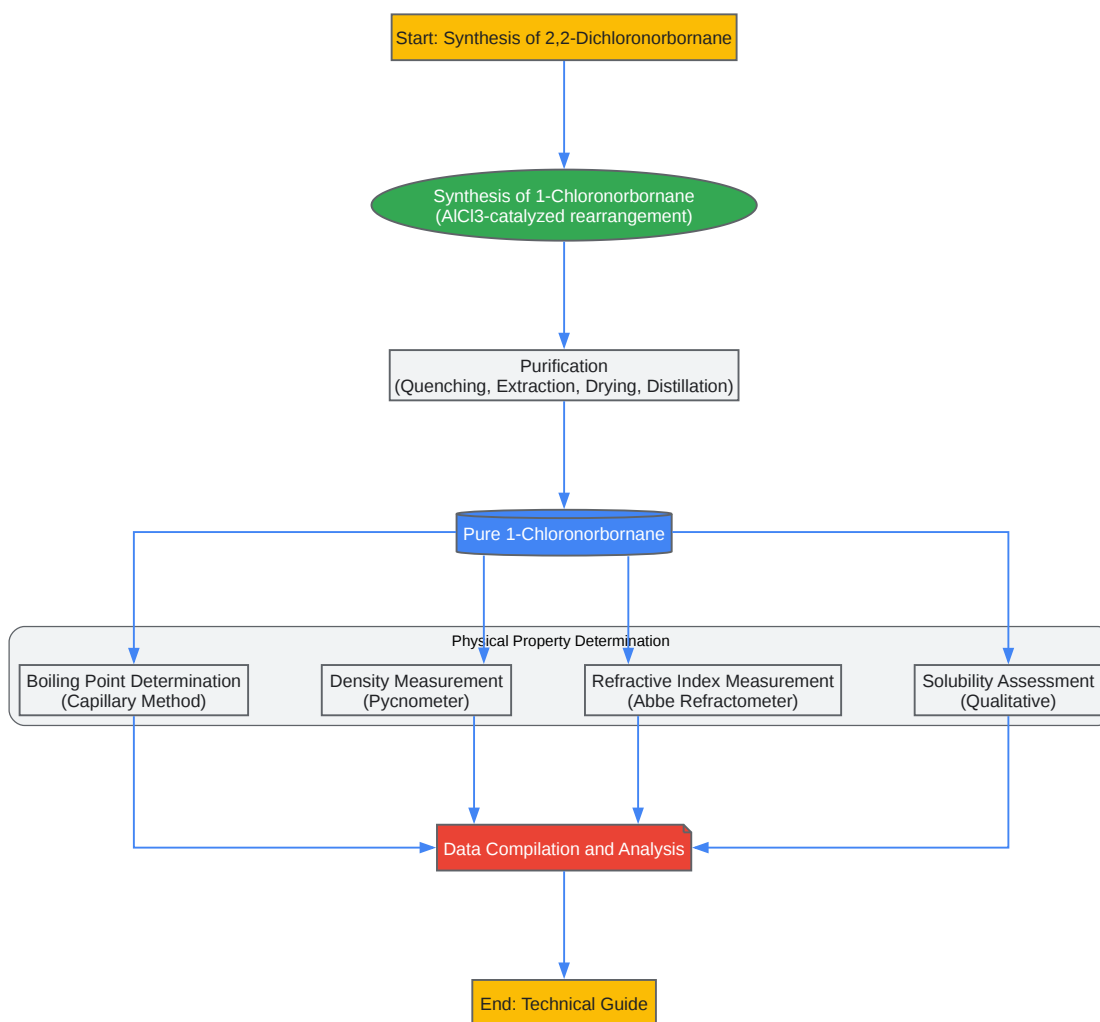 Start: Synthesis of 2,2-Dichloronorbornane
Synthesis of 1-Chloronorbornane
(AlCl3-catalyzed rearrangement)
Purification
(Quenching, Extraction, Drying, Distillation)
Pure 1-Chloronorbornane
Physical Property Determination
Boiling Point Determination
(Capillary Method)
Density Measurement
(Pycnometer)
Refractive Index Measurement
(Abbe Refractometer)
Solubility Assessment
(Qualitative)
Data Compilation and Analysis
End: Technical Guide